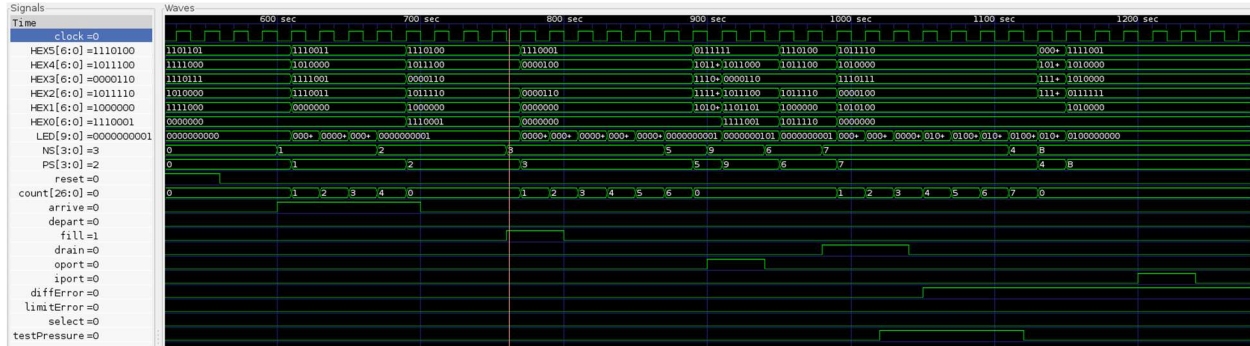 Signals
Waves
Time
600 sec 700 sec 800 sec 900 sec 1000 sec 1100 sec 1200 sec
clock =0
HEX5[6:0] =1110100 1101101 1110011 1110100 1110001 0111111 1110100 1011110 000+ 1111001
HEX4[6:0] =1011100 1111000 1010000 1011100 0000100 1011+ 1011000 1011100 1010000 101+ 1010000
HEX3[6:0] =0000110 1110111 1111001 0000110 1110+ 0000110 1110111 111+ 1010000
HEX2[6:0] =1011110 1010000 1110011 1011110 0000110 1111+ 1011100 1011110 0000100 111+ 0111111
HEX1[6:0] =1000000 1111000 0000000 1000000 0000000 1010+ 1101101 1000000 1010100 1010000
HEX0[6:0] =1110001 0000000 1110001 0000000 1111001 1011110 0000000
LED[9:0] =0000000001 0000000000 000+ 0000+ 000+ 0000000001 0000+ 000+ 0000+ 000+ 0000+ 0000000001 0000000101 0000000001 000+ 000+ 0000+ 010+ 0100+ 010+ 0100+ 010+ 0100000000
NS[3:0] =3 0 1 2 3 5 9 6 7 4 B
PS[3:0] =2 0 1 2 3 5 9 6 7 4 B
reset =0
count[26:0] =0 0 1 2 3 4 0 1 2 3 4 5 6 0 1 2 3 4 5 6 7 0
arrive =0
depart =0
fill =1
drain =0
oport =0
iport =0
diffError =0
limitError =0
select =0
testPressure =0